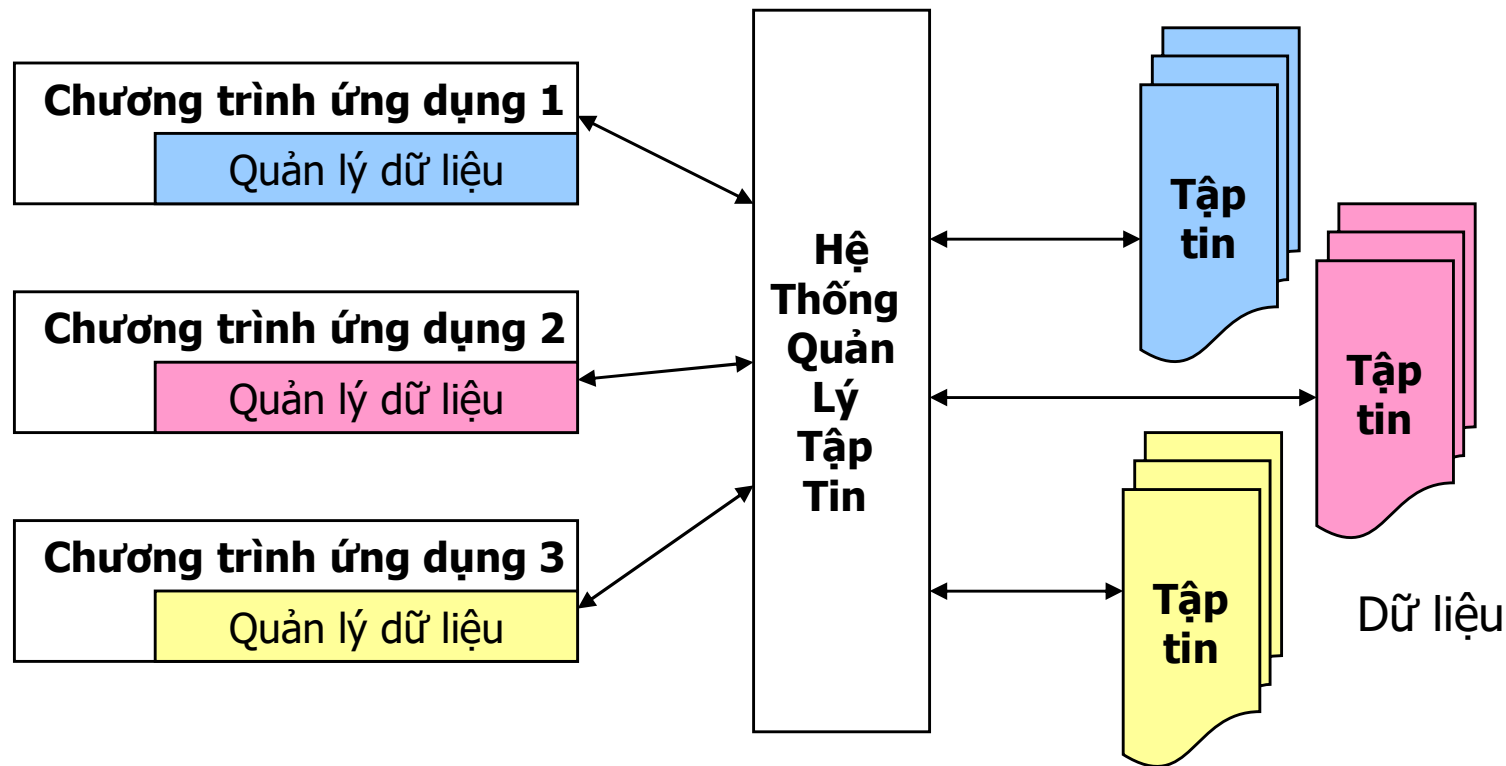 Chương trình ứng dụng 1
Quản lý dữ liệu
Chương trình ứng dụng 2
Quản lý dữ liệu
Chương trình ứng dụng 3
Quản lý dữ liệu
Hệ
Thống
Quản
Lý
Tập
Tin
Tập
tin
Tập
tin
Tập
tin
Dữ liệu